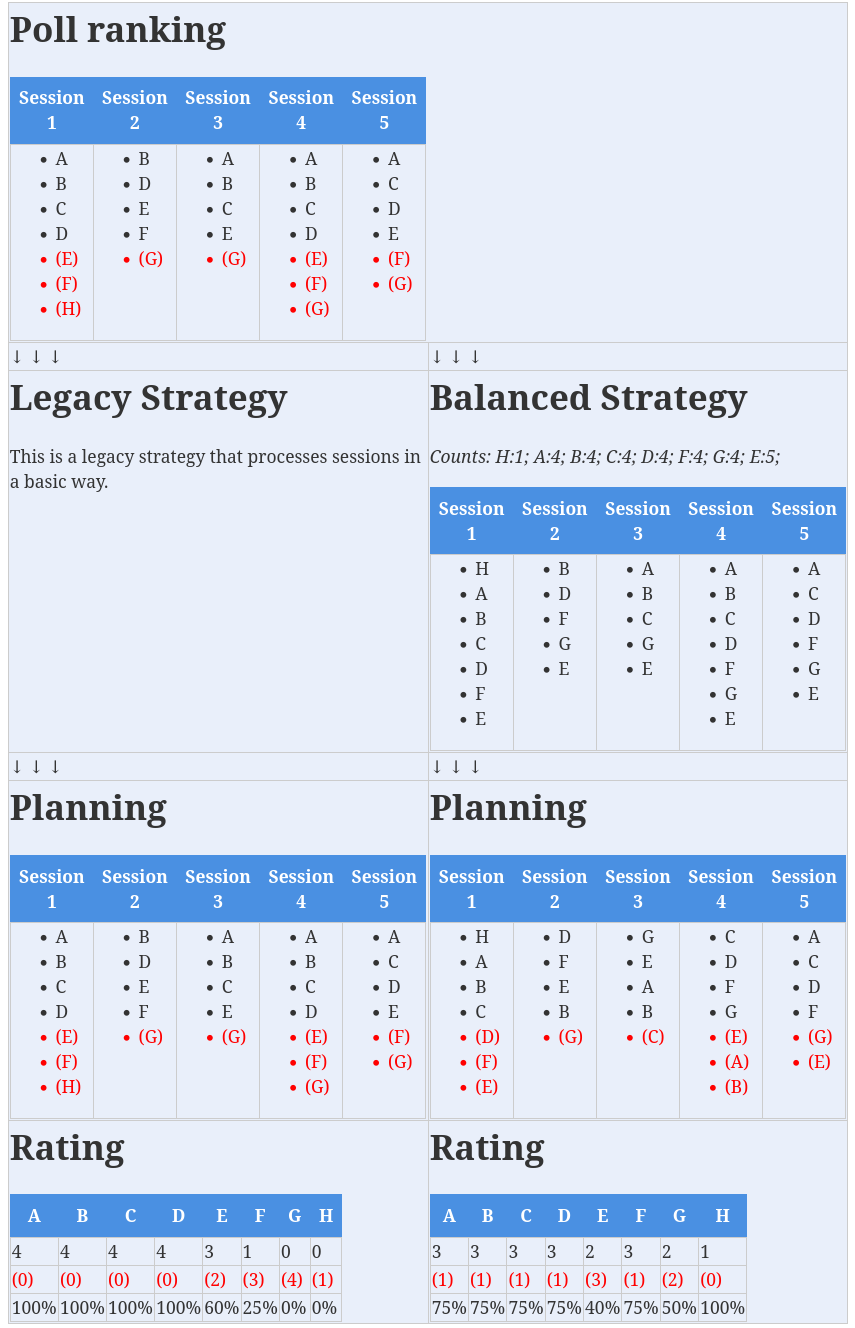 Poll ranking
Session 1 Session 2 Session 3 Session 4 Session 5
• A • B • A • A • A
• B • D • B • B • C
• C • E • C • C • D
• D • F • E • D • E
• (E) • (G) • (G) • (E) • (F)
• (F) • (F) • (G)
• (H) • (G)
↓ ↓ ↓ ↓ ↓ ↓
Legacy Strategy
This is a legacy strategy that processes sessions in
a basic way.
Balanced Strategy
Counts: H:1; A:4; B:4; C:4; D:4; F:4; G:4; E:5;
Session 1 Session 2 Session 3 Session 4 Session 5
• H • B • A • A • A
• A • D • B • B • C
• B • F • C • C • D
• C • G • G • D • F
• D • E • E • F • G
• F • G • E
• E • E
↓ ↓ ↓ ↓ ↓ ↓
Planning
Session 1 Session 2 Session 3 Session 4 Session 5
• A • B • A • A • A
• B • D • B • B • C
• C • E • C • C • D
• D • F • E • D • E
• (E) • (G) • (G) • (E) • (F)
• (F) • (F) • (G)
• (H) • (G)
Planning
Session 1 Session 2 Session 3 Session 4 Session 5
• H • D • G • C • A
• A • F • E • D • C
• B • E • A • F • D
• C • B • B • G • F
• (D) • (G) • (C) • (E) • (G)
• (F) • (A) • (E)
• (E) • (B)
Rating
A B C D E F G H
4 4 4 4 3 1 0 0
(0) (0) (0) (0) (2) (3) (4) (1)
100% 100% 100% 100% 60% 25% 0% 0%
Rating
A B C D E F G H
3 3 3 3 2 3 2 1
(1) (1) (1) (1) (3) (1) (2) (0)
75% 75% 75% 75% 40% 75% 50% 100%